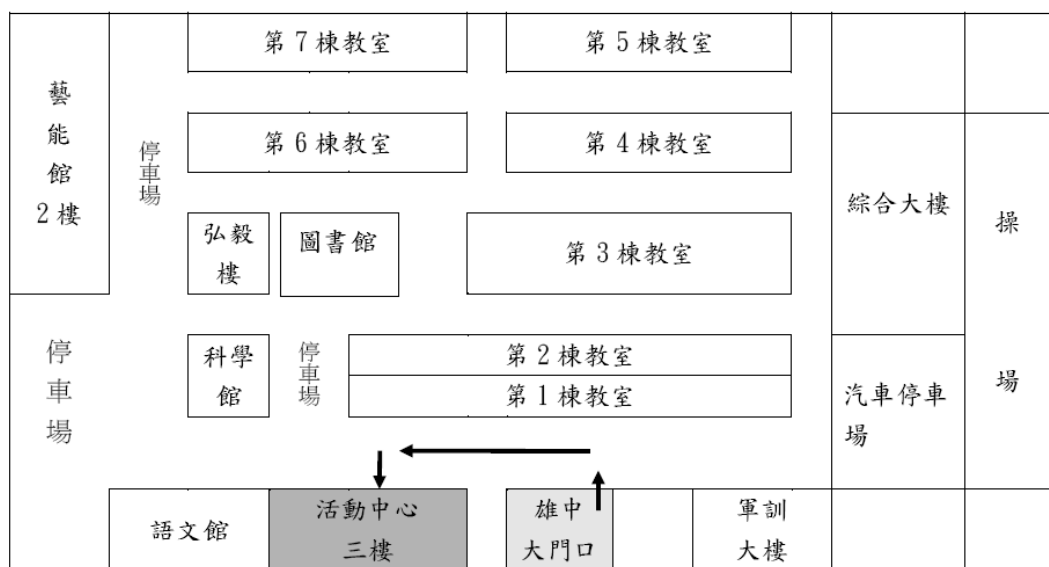 第7棟教室
第5棟教室
藝能館2樓
停車場
第6棟教室
第4棟教室
綜合大樓
操場
弘毅
樓
圖書館
第3棟教室
停車場
科學
館
停車場
第2棟教室
第1棟教室
汽車停車
場
語文館
活動中心
三樓
雄中
大門口
軍訓
大樓